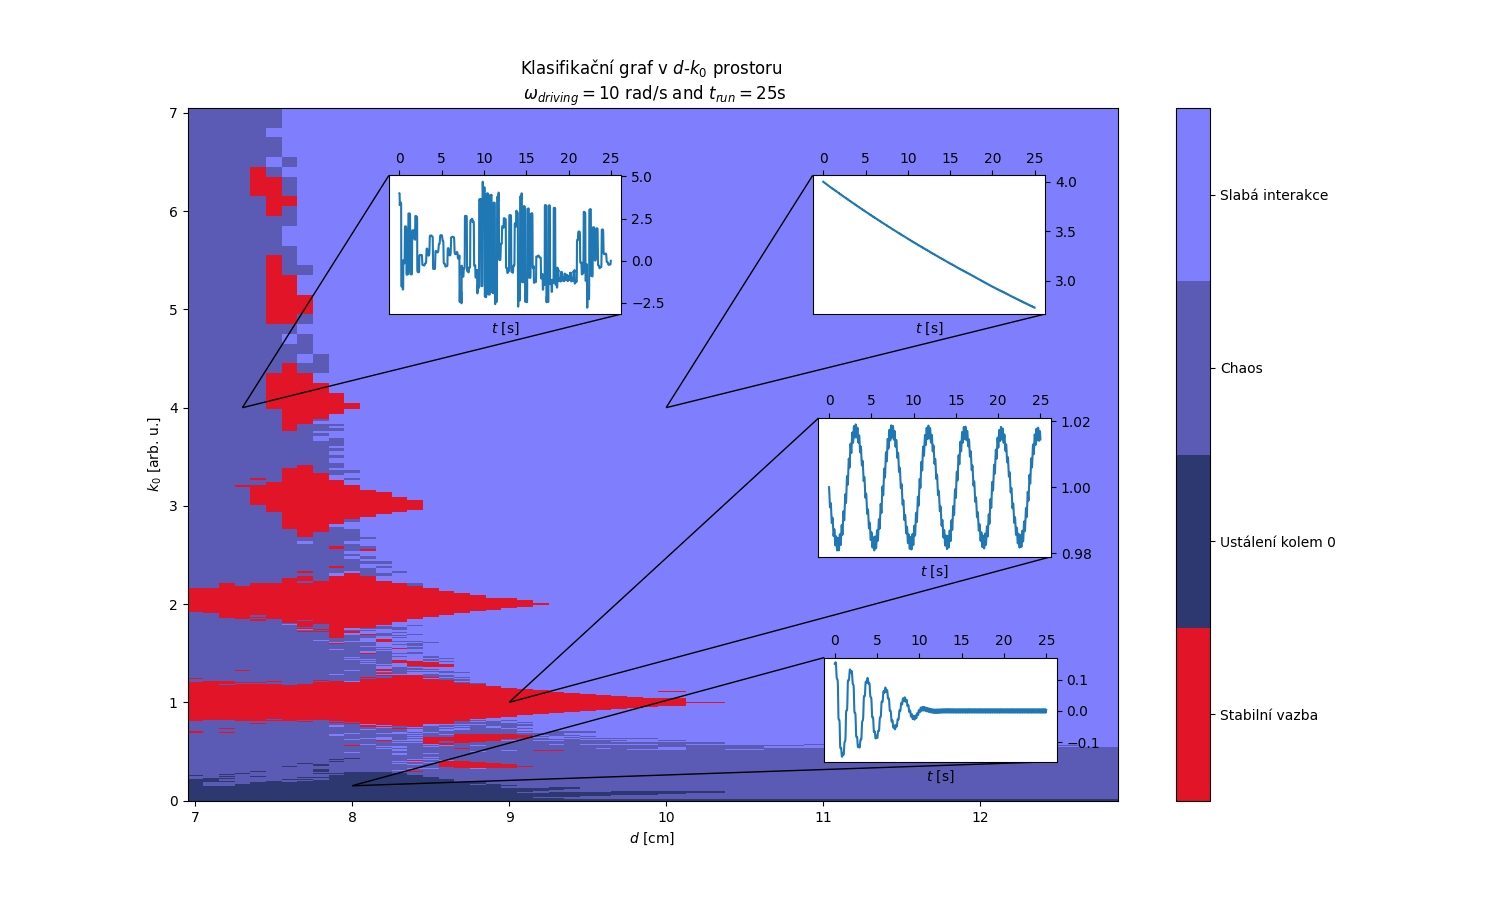 Klasifikační graf v d-k₀ prostoru
ω_driving = 10 rad/s and t_run = 25s
7
6
5
4
3
2
1
0
k₀ [arb. u.]
7 8 9 10 11 12
d [cm]
0 5 10 15 20 25
5.0
2.5
0.0
−2.5
t [s]
0 5 10 15 20 25
4.0
3.5
3.0
t [s]
0 5 10 15 20 25
1.02
1.00
0.98
t [s]
0 5 10 15 20 25
0.1
0.0
−0.1
t [s]
Slabá interakce
Chaos
Ustálení kolem 0
Stabilní vazba